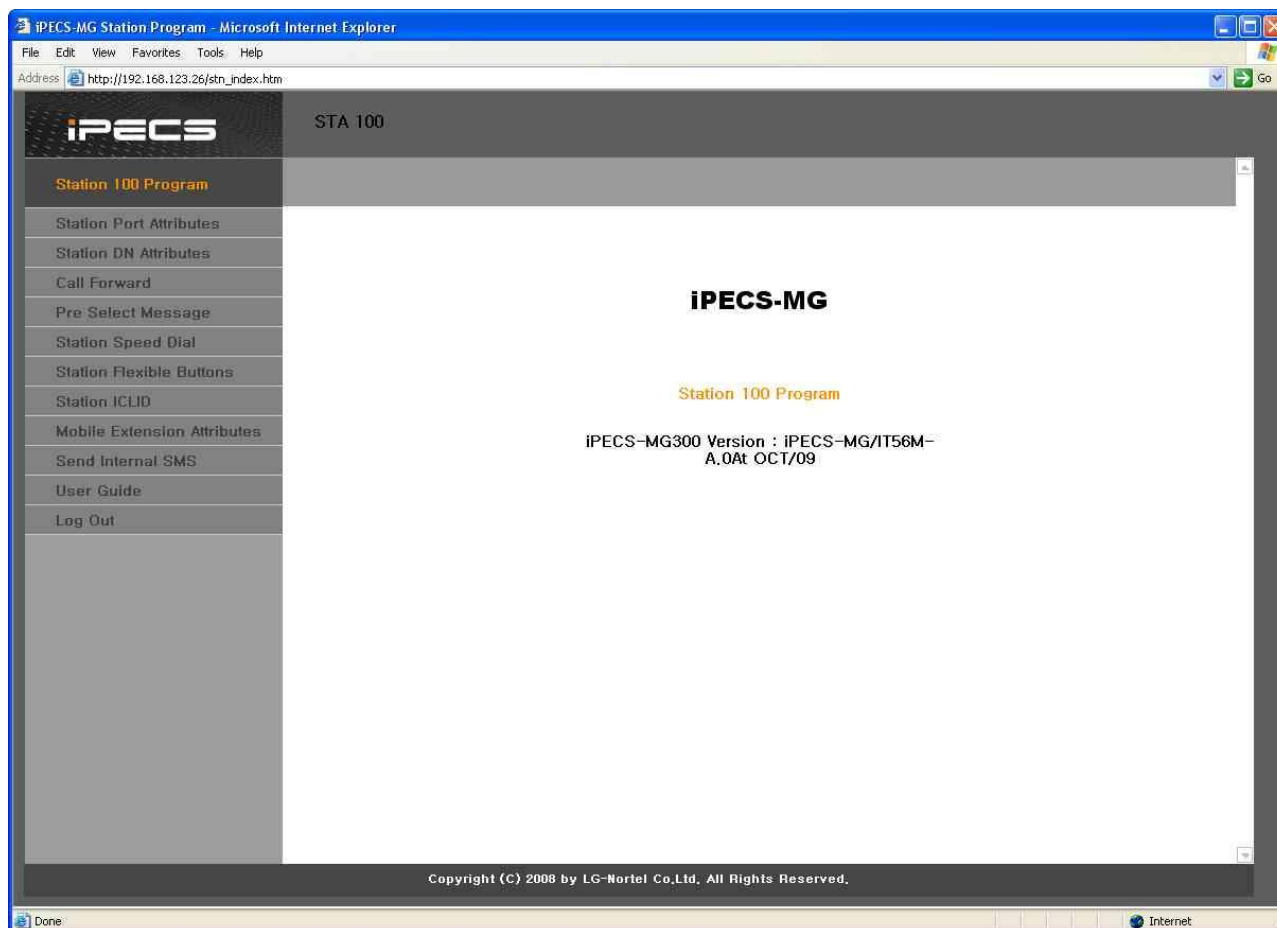 iPECS-MG Station Program - Microsoft Internet Explorer
File Edit View Favorites Tools Help
Address http://192.168.123.26/stn_index.htm Go
iPECS
STA 100
Station 100 Program
Station Port Attributes
Station DN Attributes
Call Forward
Pre Select Message
Station Speed Dial
Station Flexible Buttons
Station ICLID
Mobile Extension Attributes
Send Internal SMS
User Guide
Log Out
iPECS-MG
Station 100 Program
iPECS-MG300 Version : iPECS-MG/IT56M-
A.0At OCT/09
Copyright (C) 2008 by LG-Nortel Co,Ltd, All Rights Reserved,
Done Internet